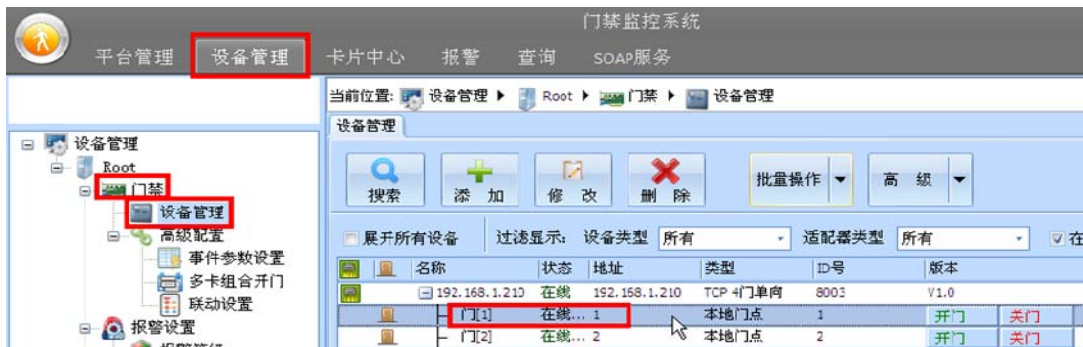 门禁监控系统
平台管理 设备管理 卡片中心 报警 查询 SOAP服务
当前位置: 设备管理 Root 门禁 设备管理
设备管理
设备管理
Root
门禁
设备管理
高级配置
事件参数设置
多卡组合开门
联动设置
报警设置
搜索 添 加 修 改 删 除 批量操作 高 级
展开所有设备 过滤显示: 设备类型 所有 适配器类型 所有 在
名称 状态 地址 类型 ID号 版本
192.168.1.210 在线 192.168.1.210 TCP 4门单向 8003 V1.0
门[1] 在线... 1 本地门点 1 开门 关门
门[2] 在线... 2 本地门点 2 开门 关门